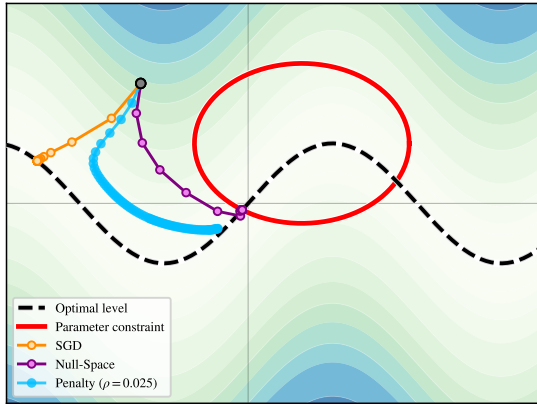 Optimal level
Parameter constraint
SGD
Null-Space
Penalty (ρ = 0.025)